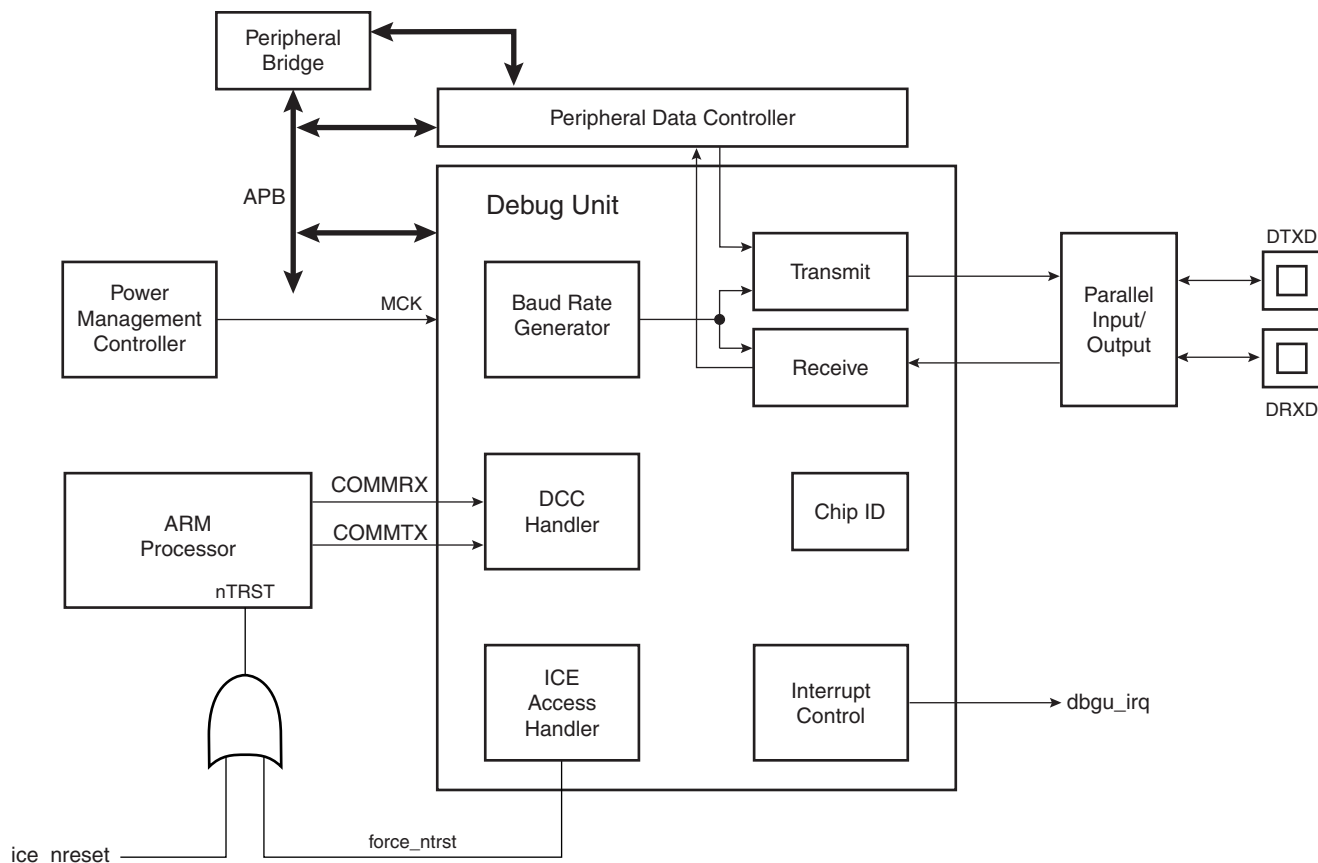 Peripheral
Bridge
Peripheral Data Controller
APB
Debug Unit
Power
Management
Controller
MCK
Baud Rate
Generator
Transmit
Receive
Parallel
Input/
Output
DTXD
DRXD
ARM
Processor
nTRST
COMMRX
COMMTX
DCC
Handler
Chip ID
ICE
Access
Handler
Interrupt
Control
dbgu_irq
force_ntrst
ice_nreset